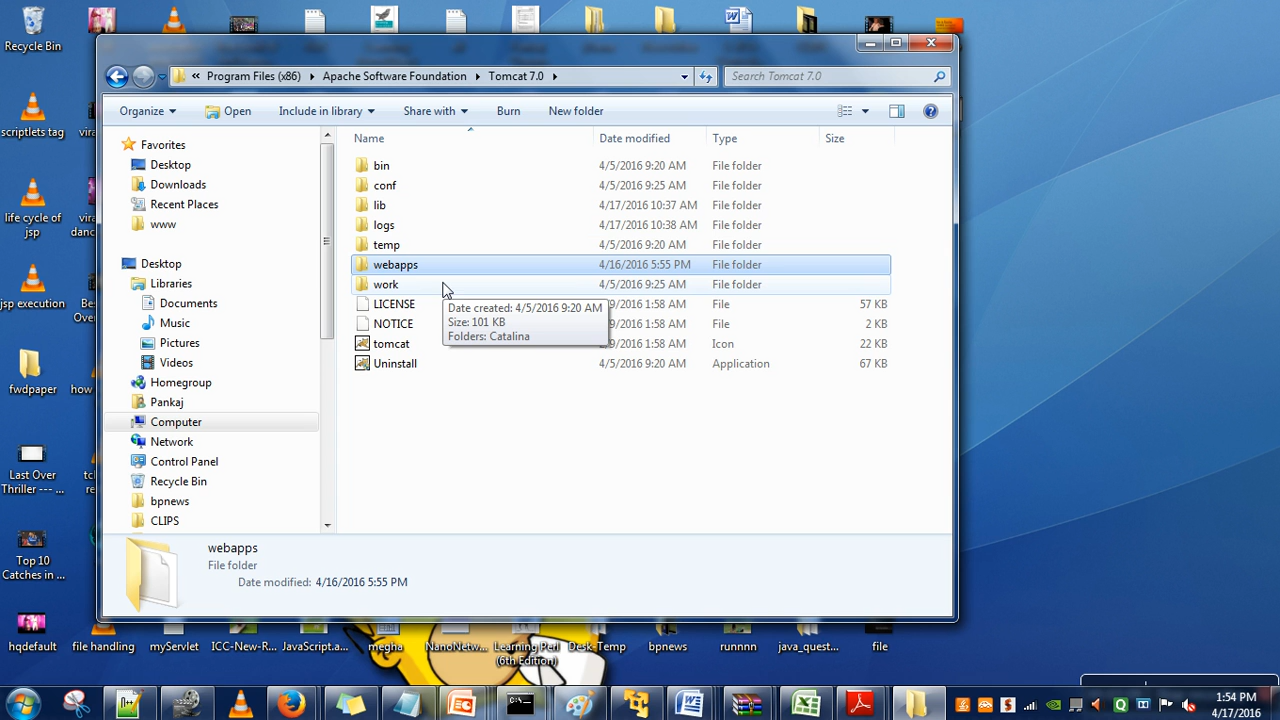 Recycle Bin
scriptlets tag
life cycle of
jsp
jsp execution
fwdpaper
Last Over
Thriller --- ...
Top 10
Catches in ...
hqdefault
« Program Files (x86) Apache Software Foundation Tomcat 7.0
Search Tomcat 7.0
Organize Open Include in library Share with Burn New folder
Favorites
Desktop
Downloads
Recent Places
www
Desktop
Libraries
Documents
Music
Pictures
Videos
Homegroup
Pankaj
Computer
Network
Control Panel
Recycle Bin
bpnews
CLIPS
Name Date modified Type Size
bin 4/5/2016 9:20 AM File folder
conf 4/5/2016 9:25 AM File folder
lib 4/17/2016 10:37 AM File folder
logs 4/17/2016 10:38 AM File folder
temp 4/5/2016 9:20 AM File folder
webapps 4/16/2016 5:55 PM File folder
work 4/5/2016 9:25 AM File folder
LICENSE 1:58 AM File 57 KB
NOTICE 1:58 AM File 2 KB
tomcat 1:58 AM Icon 22 KB
Uninstall 4/5/2016 9:20 AM Application 67 KB
Date created: 4/5/2016 9:20 AM
Size: 101 KB
Folders: Catalina
webapps
File folder
Date modified: 4/16/2016 5:55 PM
file handling
myServlet
ICC-New-R...
JavaScript.a...
megha
NanoNetw...
Learning Perl
(6th Edition)
Desk-Temp
bpnews
runnnn
java_quest...
file
1:54 PM
4/17/2016